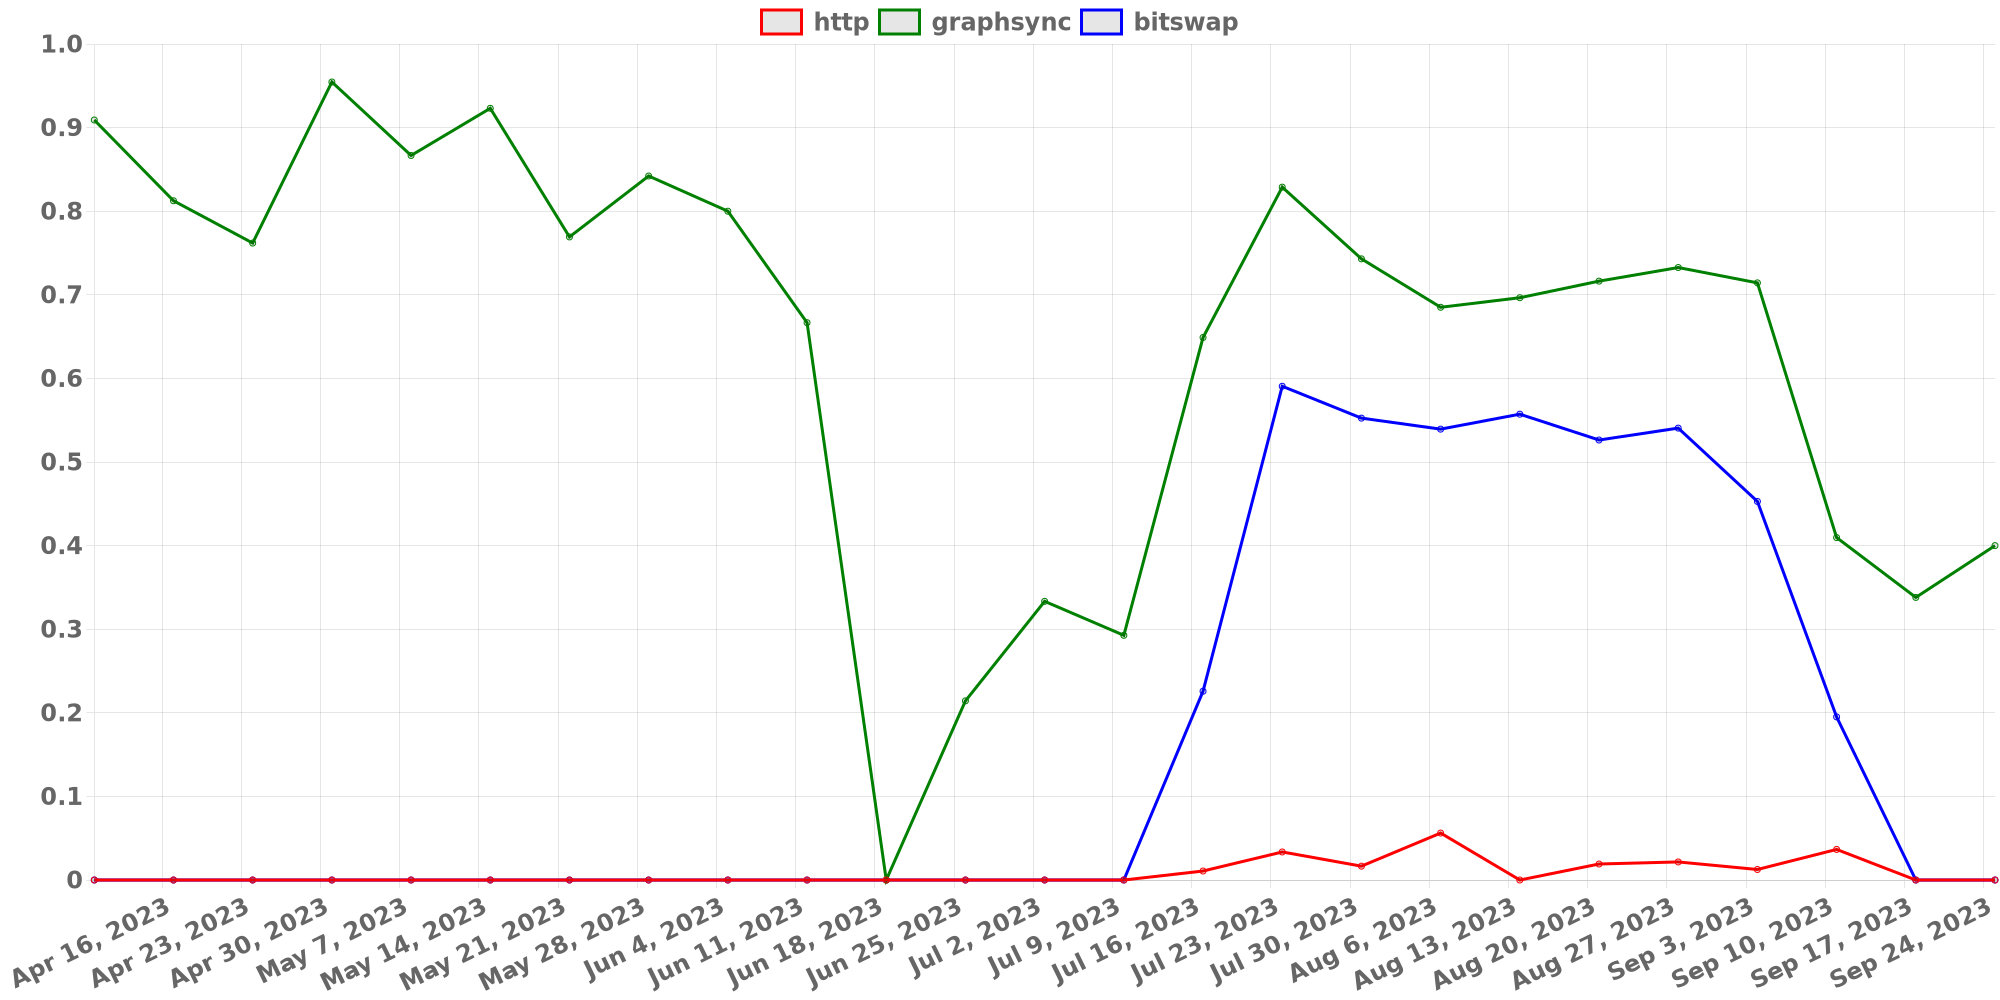 http graphsync bitswap
1.0
0.9
0.8
0.7
0.6
0.5
0.4
0.3
0.2
0.1
0
Apr 16, 2023
Apr 23, 2023
Apr 30, 2023
May 7, 2023
May 14, 2023
May 21, 2023
May 28, 2023
Jun 4, 2023
Jun 11, 2023
Jun 18, 2023
Jun 25, 2023
Jul 2, 2023
Jul 9, 2023
Jul 16, 2023
Jul 23, 2023
Jul 30, 2023
Aug 6, 2023
Aug 13, 2023
Aug 20, 2023
Aug 27, 2023
Sep 3, 2023
Sep 10, 2023
Sep 17, 2023
Sep 24, 2023